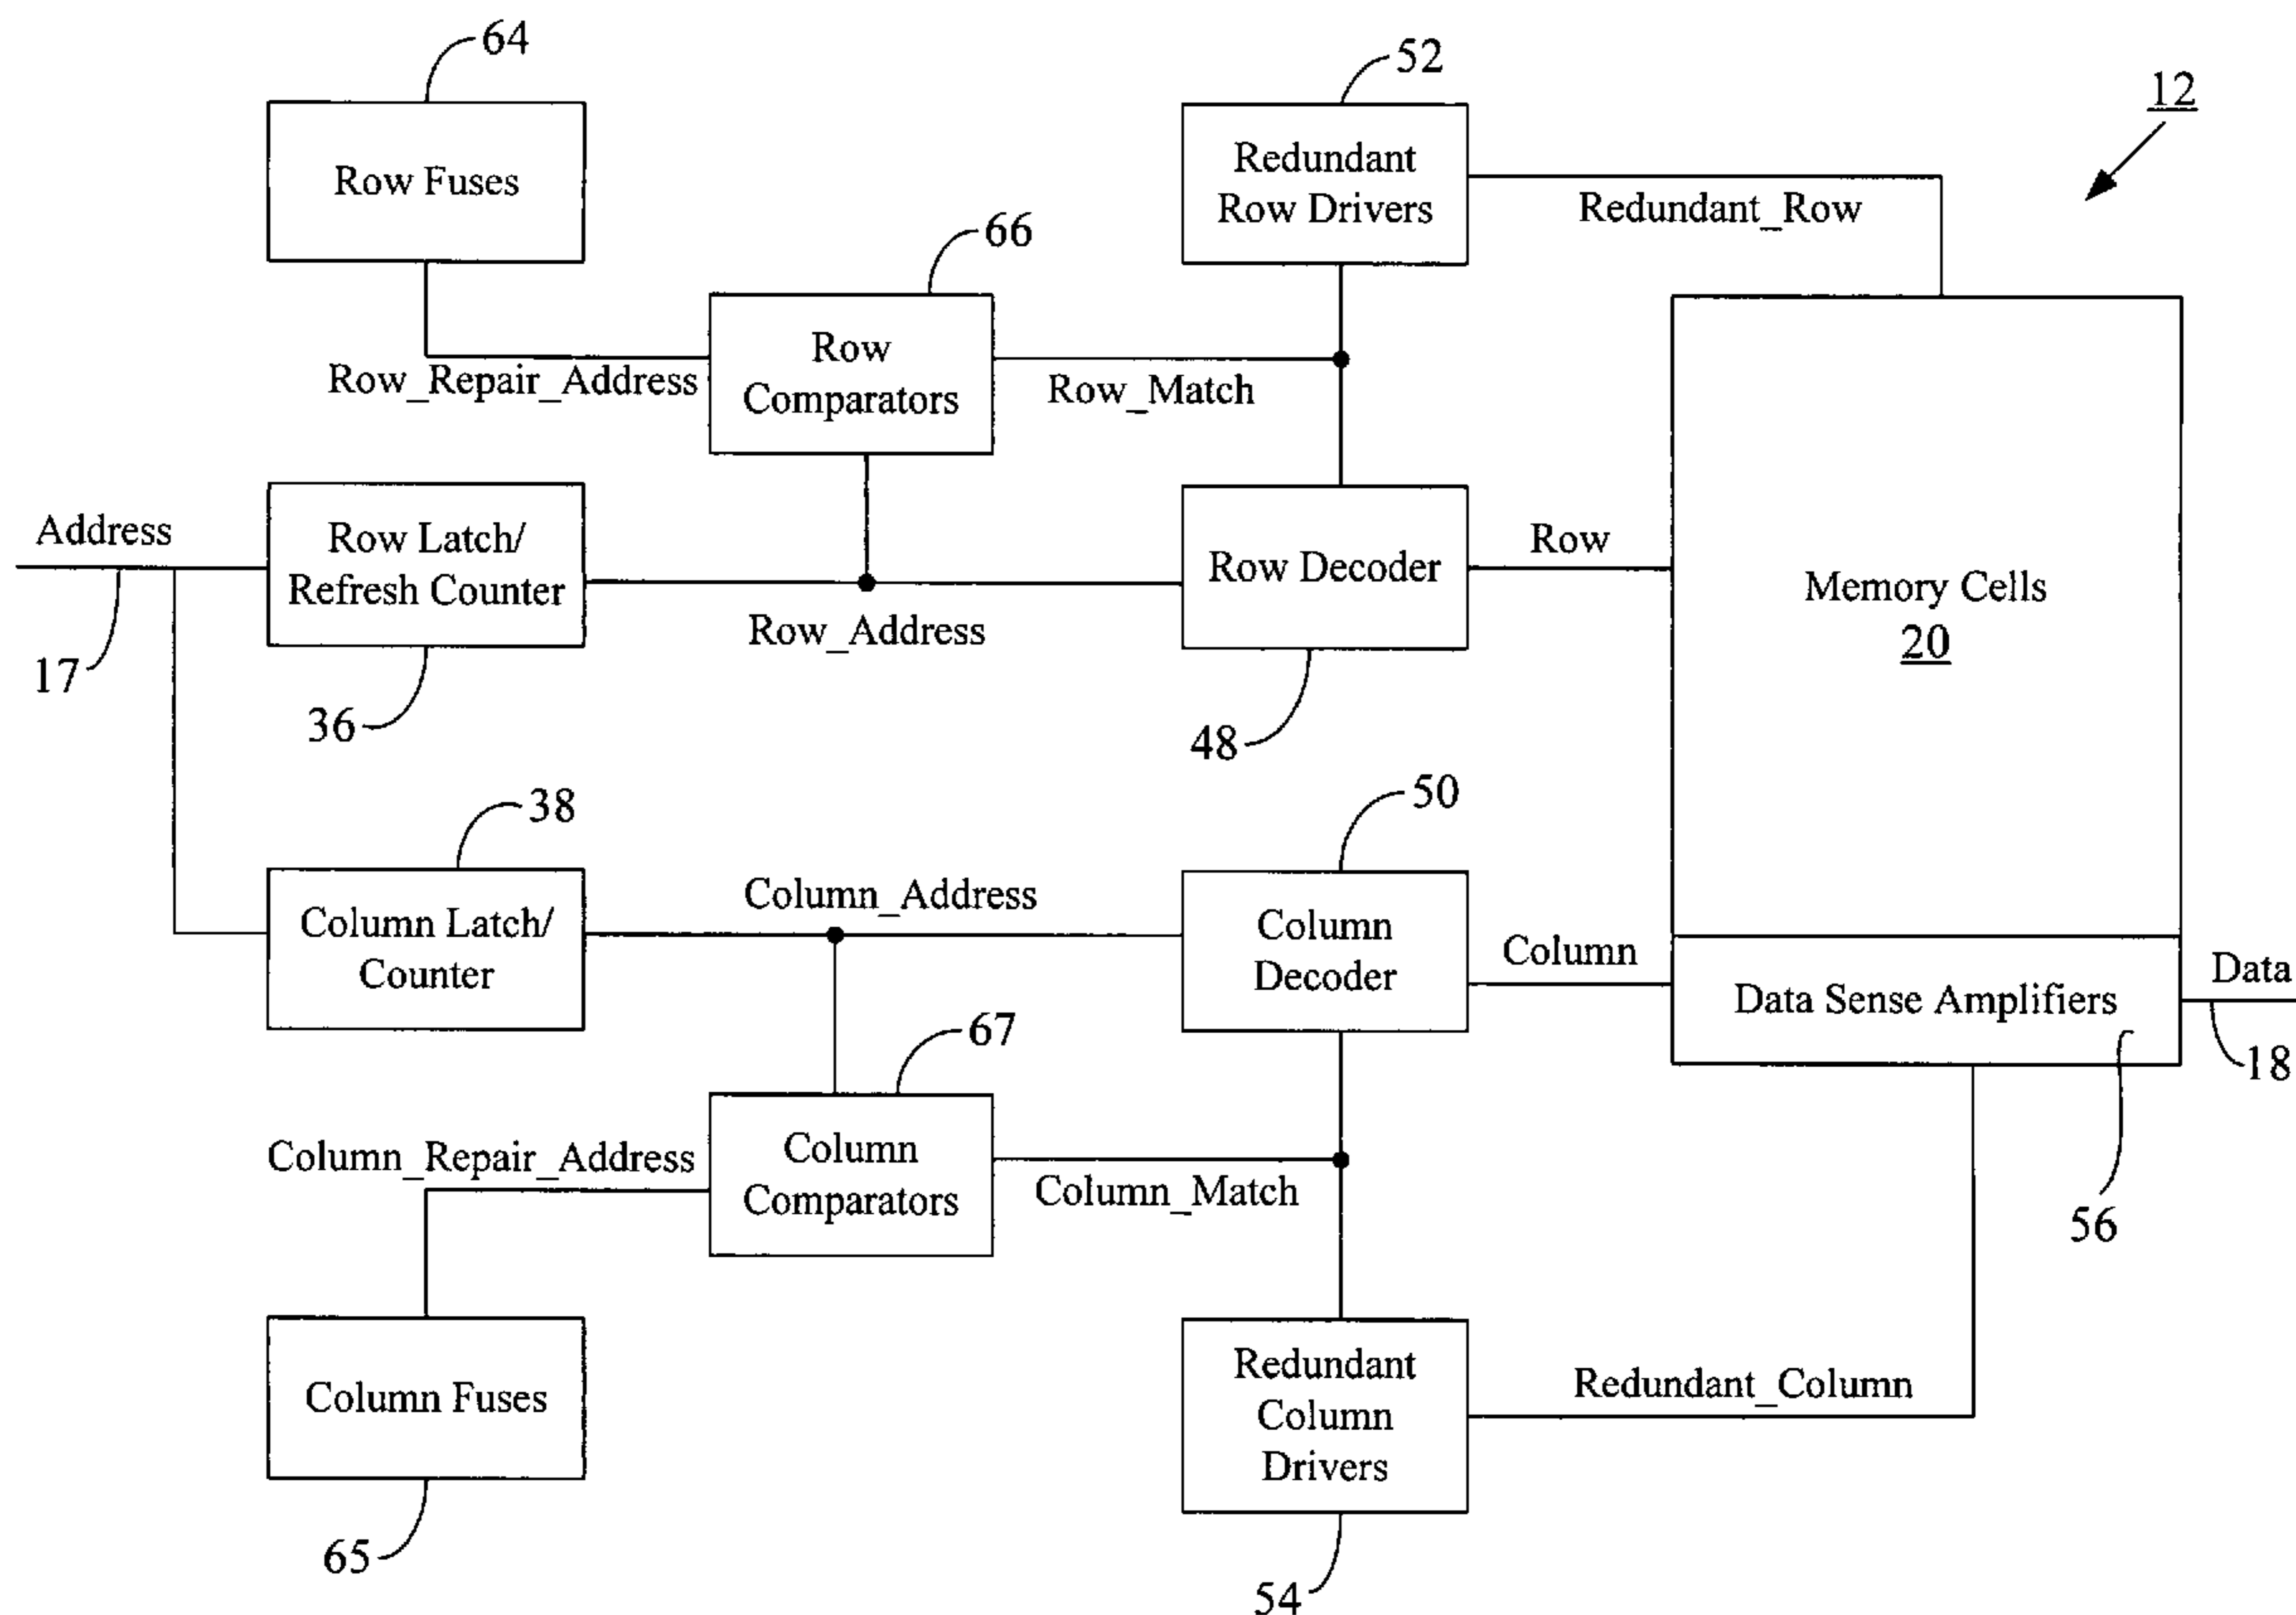 64
52
12
Row Fuses
Redundant
Row Drivers
Redundant_Row
66
Row
Comparators
Row_Repair_Address
Row_Match
Address
Row Latch/
Refresh Counter
Row_Address
Row Decoder
Row
Memory Cells
20
17
36
48
38
50
Column Latch/
Counter
Column_Address
Column
Decoder
Column
Data Sense Amplifiers
Data
18
67
56
Column_Repair_Address
Column
Comparators
Column_Match
Column Fuses
Redundant
Column
Drivers
Redundant_Column
65
54